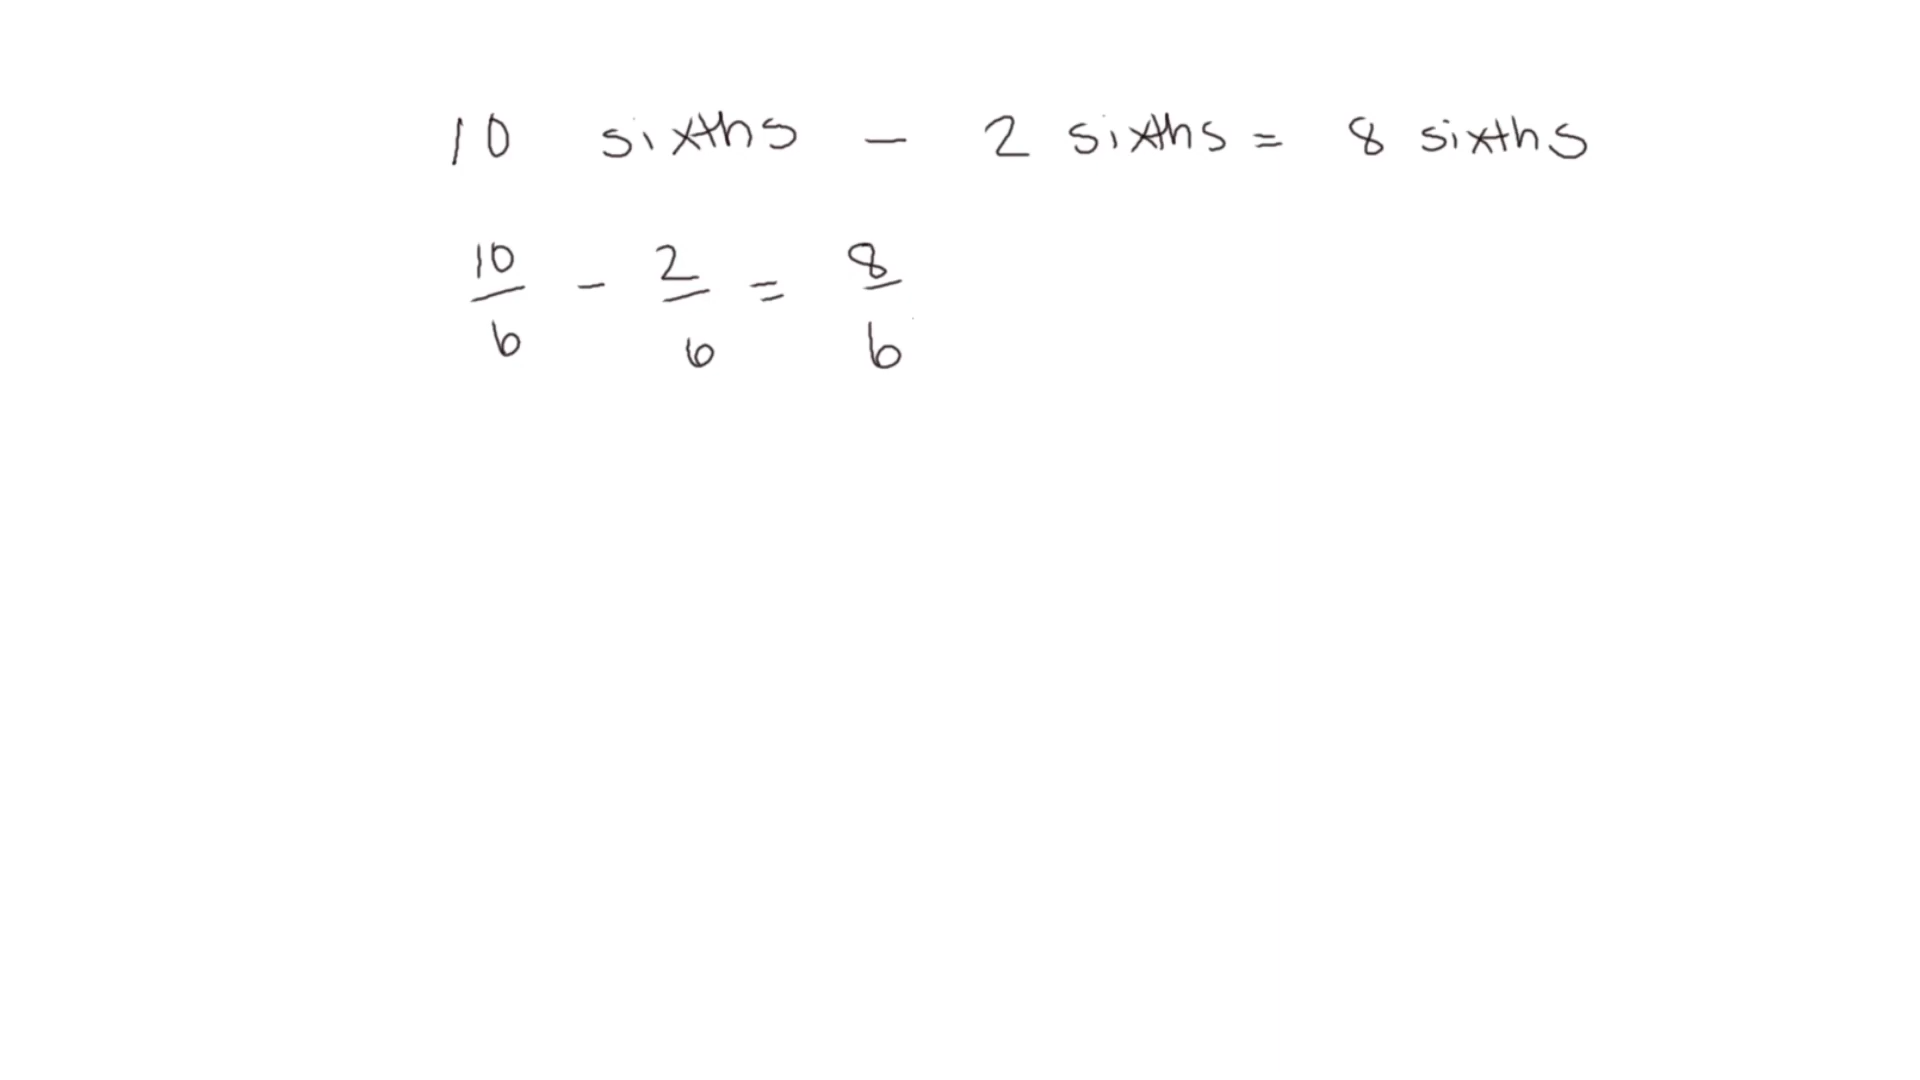 10 sixths - 2 sixths = 8 sixths
10/6 - 2/6 = 8/6